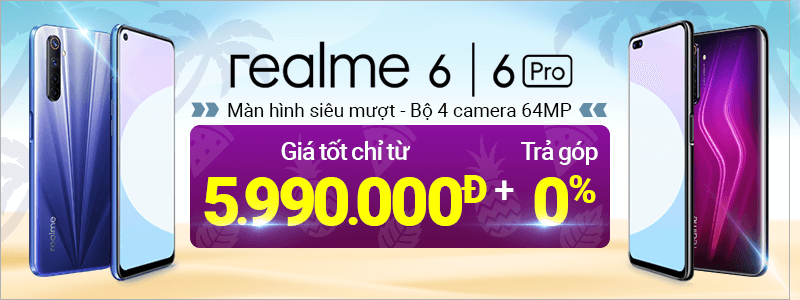 realme 6 | 6 Pro
Màn hình siêu mượt - Bộ 4 camera 64MP
Giá tốt chỉ từ
5.990.000Đ
+
Trả góp
0%
realme